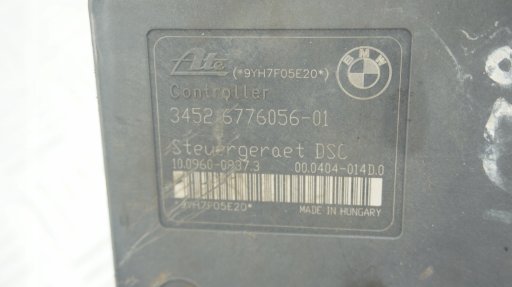 Ate (*9YH7F05E20*) BMW
Controller
3452 6776056-01
Steuergeraet DSC
10.0960-0837.3 00.0404-014D.0
*9YH7F05E20* MADE IN HUNGARY